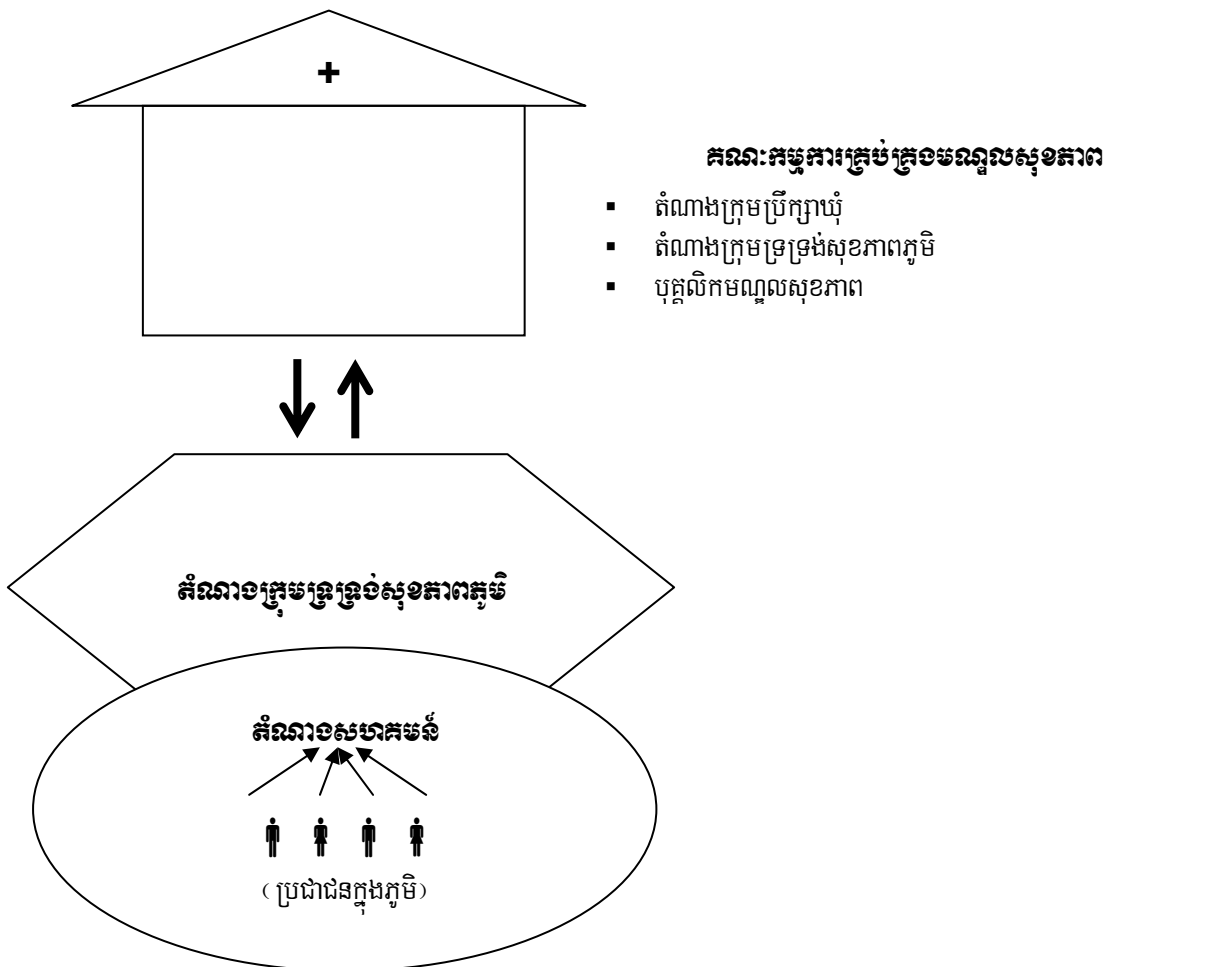 +
គណៈកម្មការគ្រប់គ្រងមណ្ឌលសុខភាព
▪ តំណាងក្រុមប្រឹក្សាឃុំ
▪ តំណាងក្រុមទ្រទ្រង់សុខភាពភូមិ
▪ បុគ្គលិកមណ្ឌលសុខភាព
តំណាងក្រុមទ្រទ្រង់សុខភាពភូមិ
តំណាងសហគមន៍
( ប្រជាជនក្នុងភូមិ)